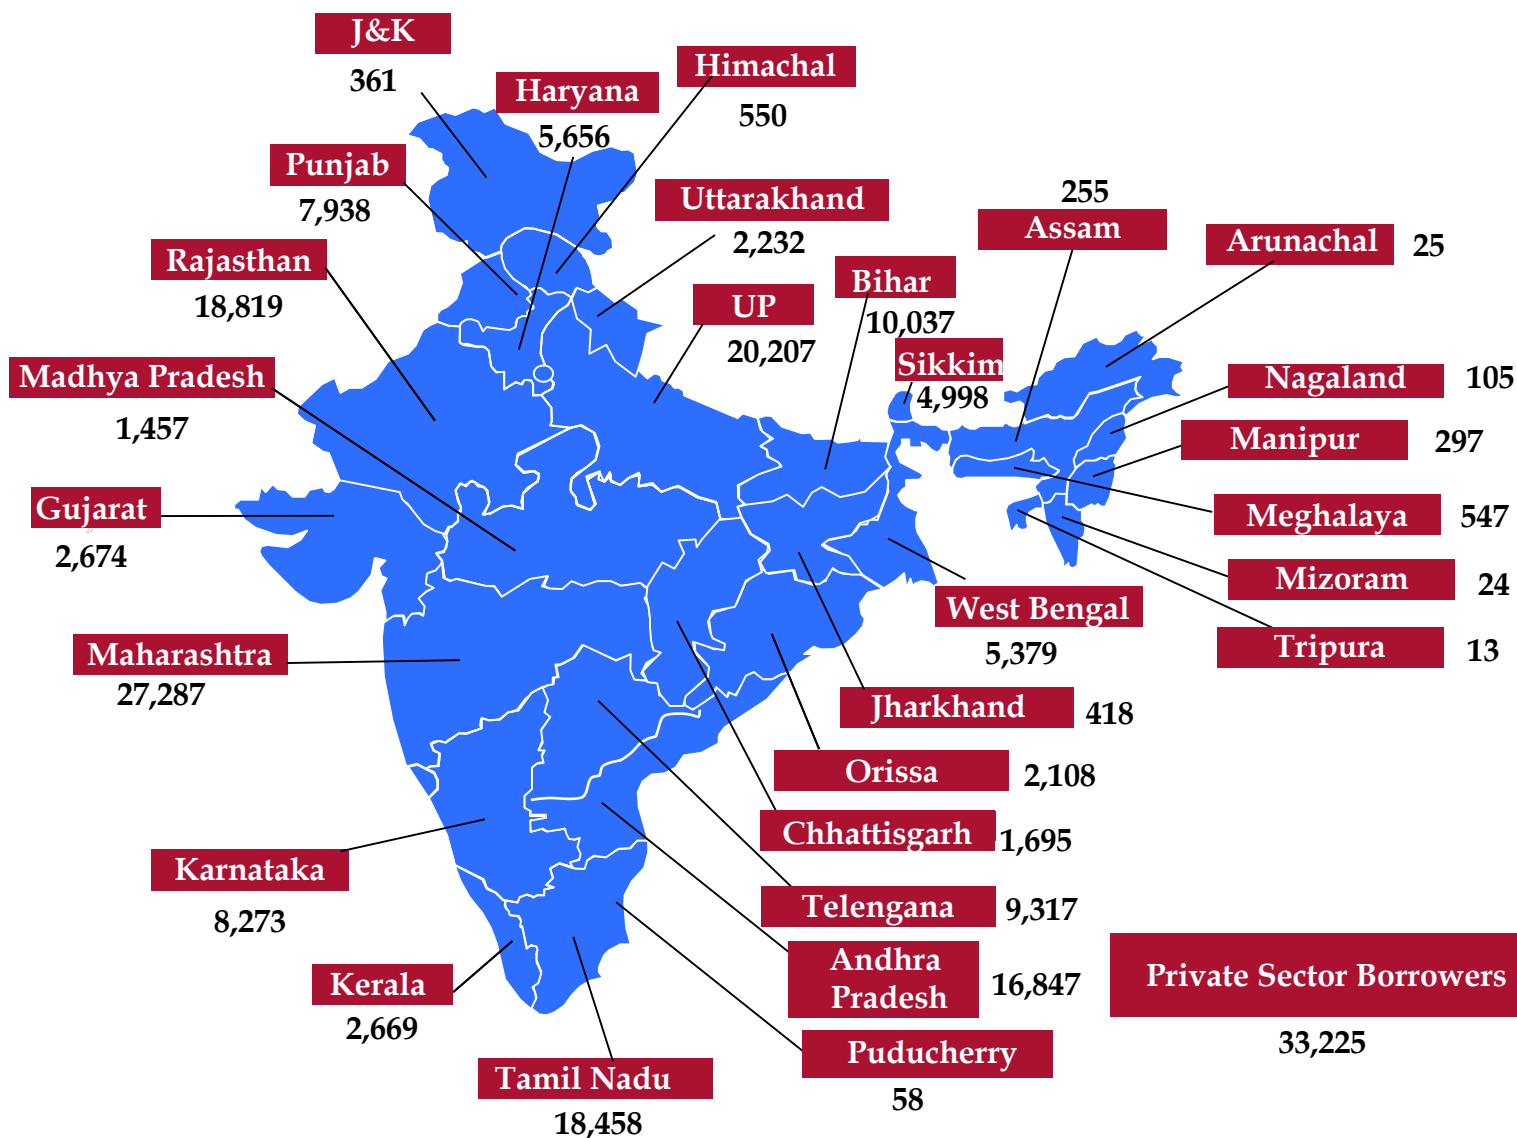 J&K
361
Himachal
550
Haryana
5,656
Punjab
7,938
Uttarakhand
2,232
255
Assam
Arunachal 25
Rajasthan
18,819
Bihar
10,037
UP
20,207
Sikkim
4,998
Madhya Pradesh
1,457
Nagaland 105
Manipur 297
Gujarat
2,674
Meghalaya 547
Mizoram 24
West Bengal
5,379
Tripura 13
Maharashtra
27,287
Jharkhand 418
Orissa 2,108
Chhattisgarh 1,695
Karnataka
8,273
Telengana 9,317
Andhra
Pradesh
16,847
Private Sector Borrowers
33,225
Kerala
2,669
Puducherry
58
Tamil Nadu
18,458